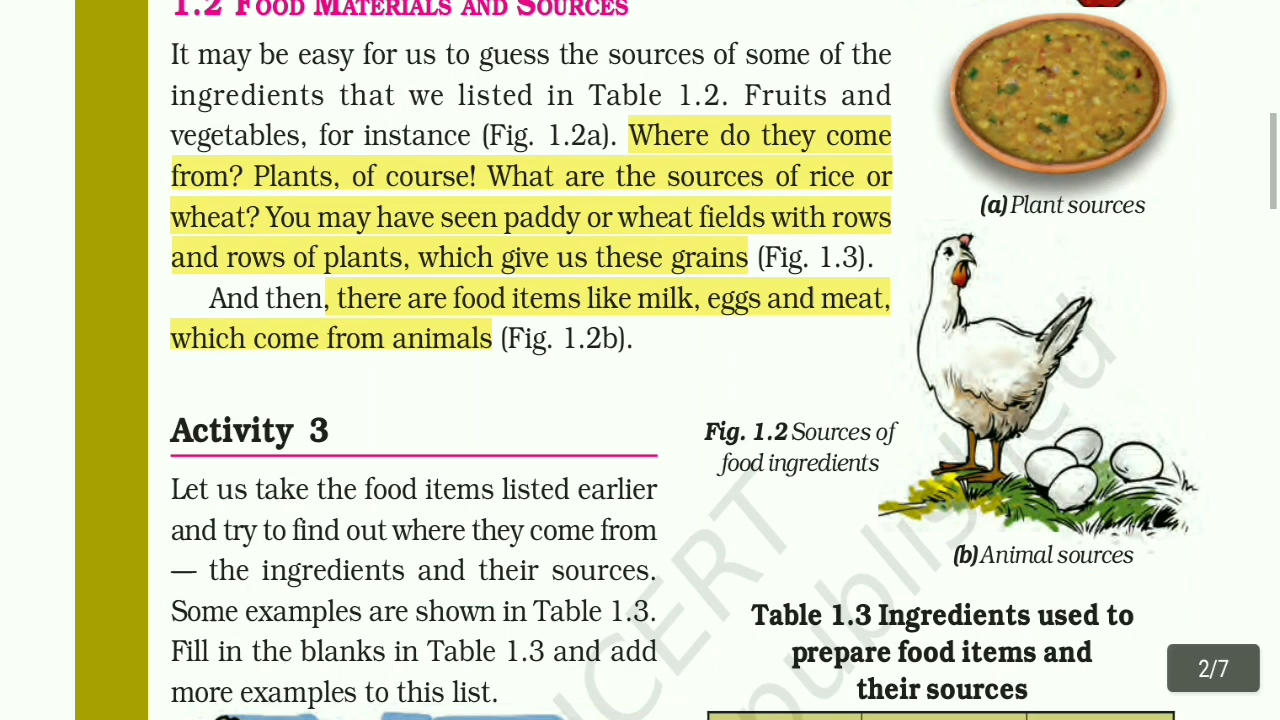 1.2 FOOD MATERIALS AND SOURCES
It may be easy for us to guess the sources of some of the
ingredients that we listed in Table 1.2. Fruits and
vegetables, for instance (Fig. 1.2a). Where do they come
from? Plants, of course! What are the sources of rice or
wheat? You may have seen paddy or wheat fields with rows
and rows of plants, which give us these grains (Fig. 1.3).
And then, there are food items like milk, eggs and meat,
which come from animals (Fig. 1.2b).
(a) Plant sources
Fig. 1.2 Sources of
food ingredients
(b) Animal sources
Activity 3
Let us take the food items listed earlier
and try to find out where they come from
— the ingredients and their sources.
Some examples are shown in Table 1.3.
Fill in the blanks in Table 1.3 and add
more examples to this list.
Table 1.3 Ingredients used to
prepare food items and
their sources
2/7